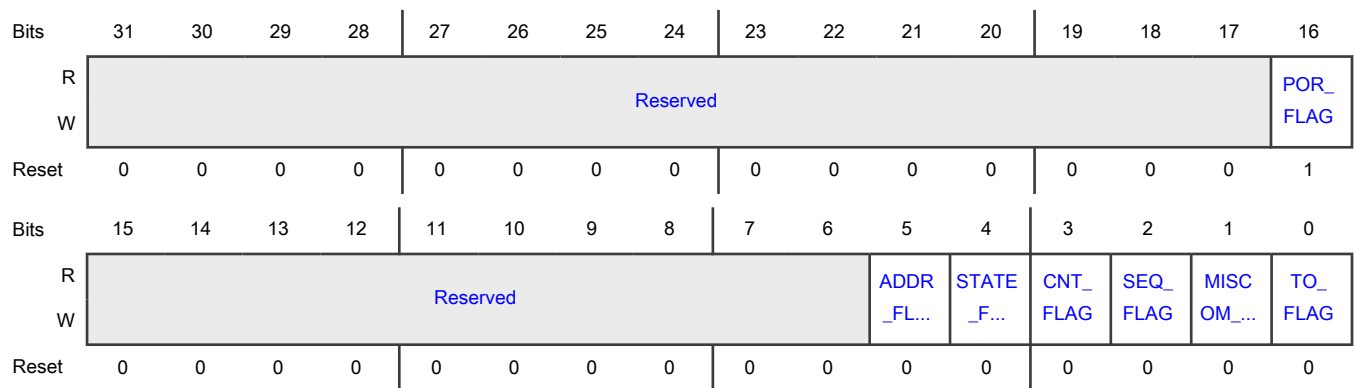 Bits 31 30 29 28 27 26 25 24 23 22 21 20 19 18 17 16
R
Reserved
POR_
FLAG
W
Reset 0 0 0 0 0 0 0 0 0 0 0 0 0 0 0 1
Bits 15 14 13 12 11 10 9 8 7 6 5 4 3 2 1 0
R
Reserved
ADDR STATE CNT_ SEQ_ MISC TO_
_FL... _F... FLAG FLAG OM_... FLAG
W
Reset 0 0 0 0 0 0 0 0 0 0 0 0 0 0 0 0